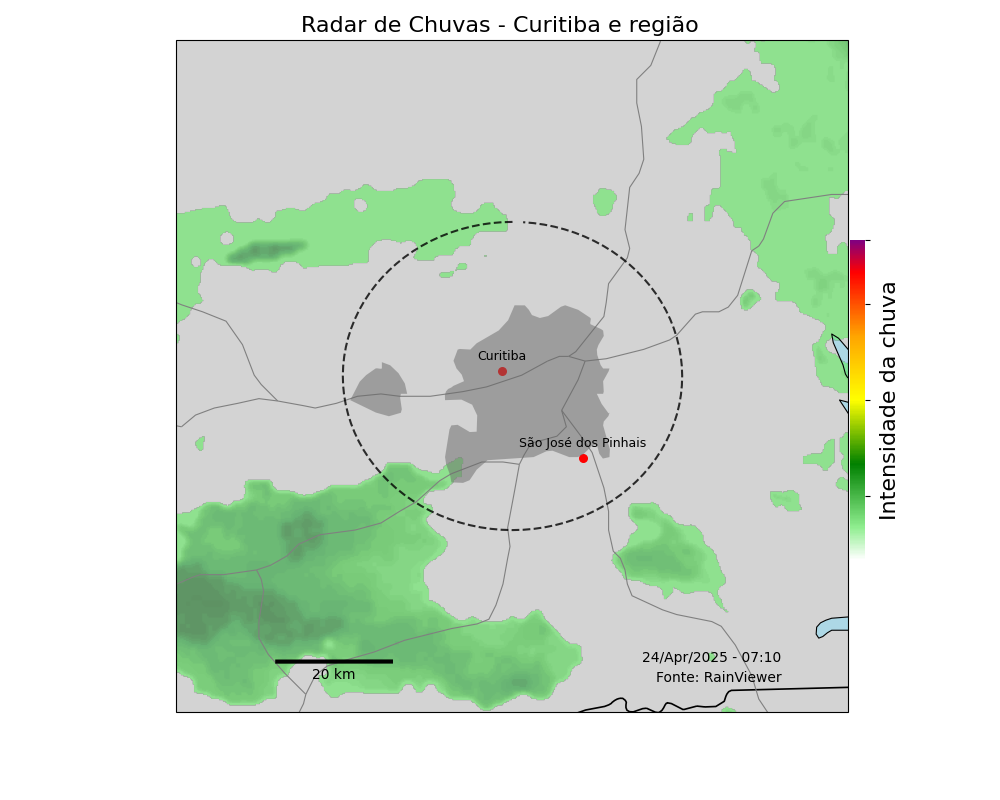 Radar de Chuvas - Curitiba e região
Curitiba
São José dos Pinhais
Intensidade da chuva
24/Apr/2025 - 07:10
Fonte: RainViewer
20 km